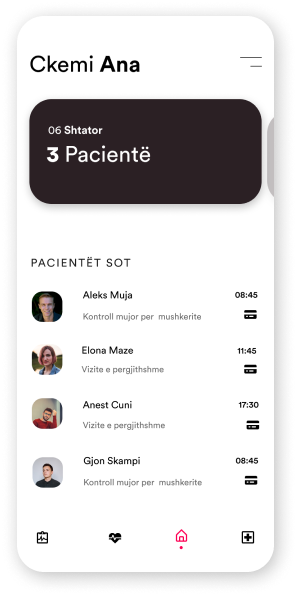 Ckemi Ana
06 Shtator
3 Pacientë
PACIENTËT SOT
Aleks Muja
08:45
Kontroll mujor per mushkerite
Elona Maze
11:45
Vizite e pergjithshme
Anest Cuni
17:30
Vizite e pergjithshme
Gjon Skampi
08:45
Kontroll mujor per mushkerite